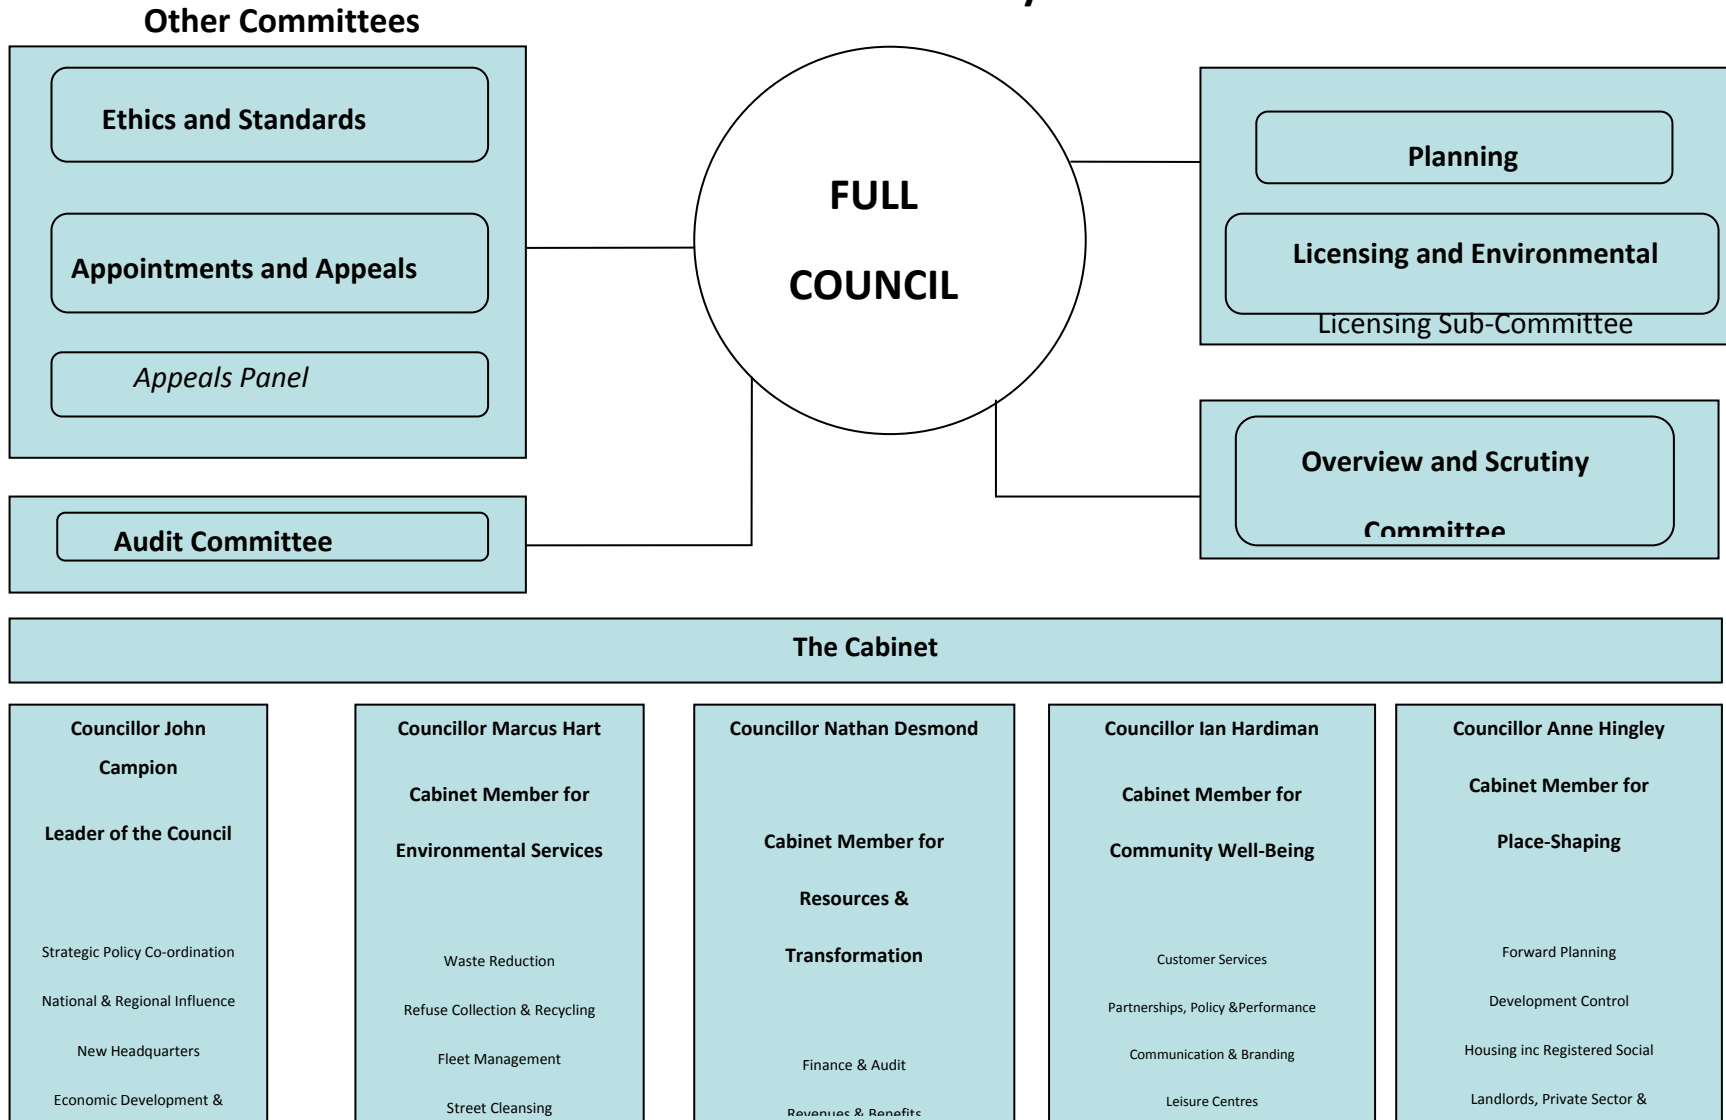 Other Committees
Ethics and Standards
Appointments and Appeals
Appeals Panel
Audit Committee
FULL
COUNCIL
Planning
Licensing and Environmental
Licensing Sub-Committee
Overview and Scrutiny
Committee
The Cabinet
Councillor John
Campion
Leader of the Council
Strategic Policy Co-ordination
National & Regional Influence
New Headquarters
Economic Development &
Councillor Marcus Hart
Cabinet Member for
Environmental Services
Waste Reduction
Refuse Collection & Recycling
Fleet Management
Street Cleansing
Councillor Nathan Desmond
Cabinet Member for
Resources &
Transformation
Finance & Audit
Revenues & Benefits
Councillor Ian Hardiman
Cabinet Member for
Community Well-Being
Customer Services
Partnerships, Policy &Performance
Communication & Branding
Leisure Centres
Councillor Anne Hingley
Cabinet Member for
Place-Shaping
Forward Planning
Development Control
Housing inc Registered Social
Landlords, Private Sector &